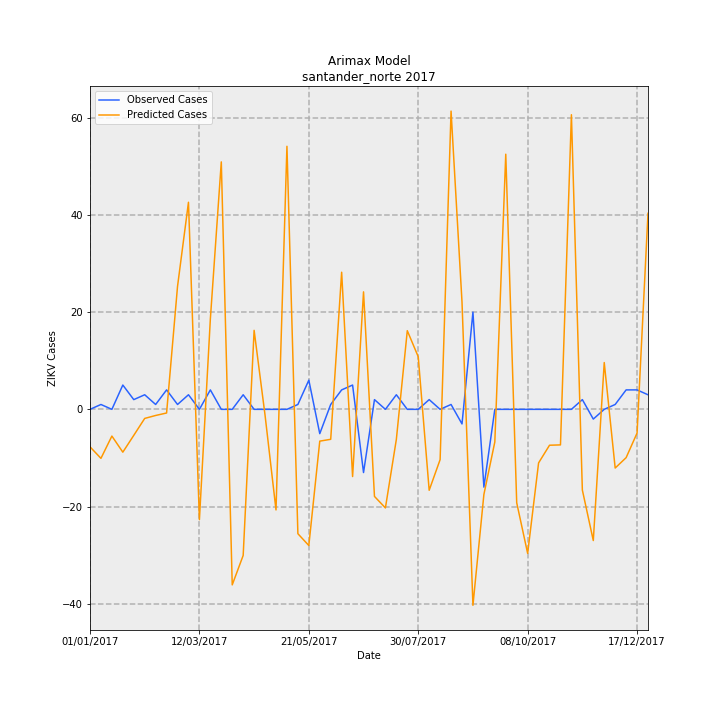 Arimax Model
santander_norte 2017
Observed Cases
Predicted Cases
ZIKV Cases
60
40
20
0
−20
−40
01/01/2017 12/03/2017 21/05/2017 30/07/2017 08/10/2017 17/12/2017
Date